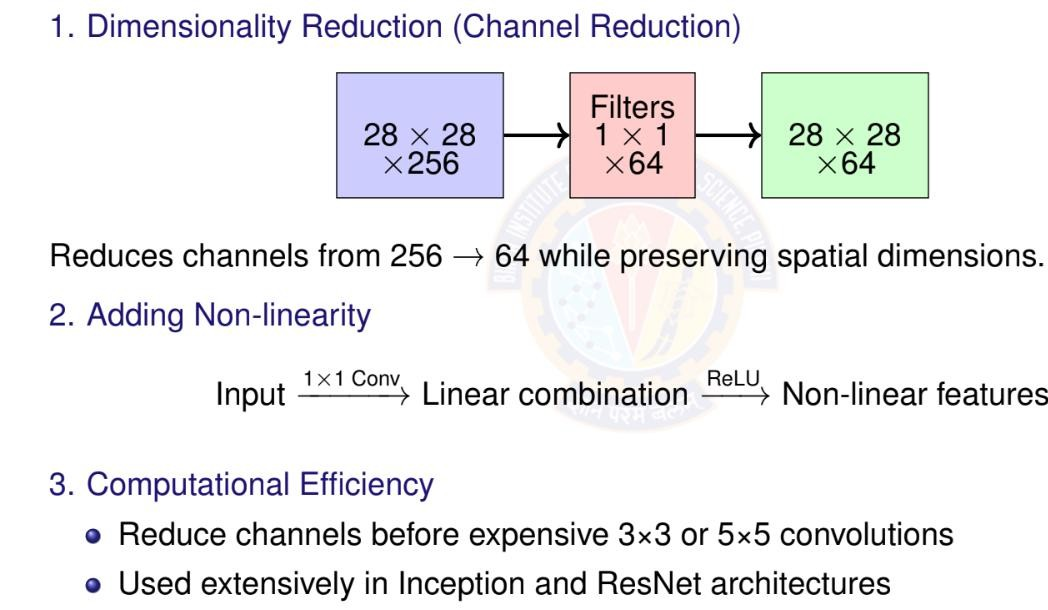 1. Dimensionality Reduction (Channel Reduction)
28 × 28
×256
Filters
1 × 1
×64
28 × 28
×64
Reduces channels from 256 → 64 while preserving spatial dimensions.
2. Adding Non-linearity
Input 1×1 Conv → Linear combination ReLU → Non-linear features
3. Computational Efficiency
Reduce channels before expensive 3×3 or 5×5 convolutions
Used extensively in Inception and ResNet architectures